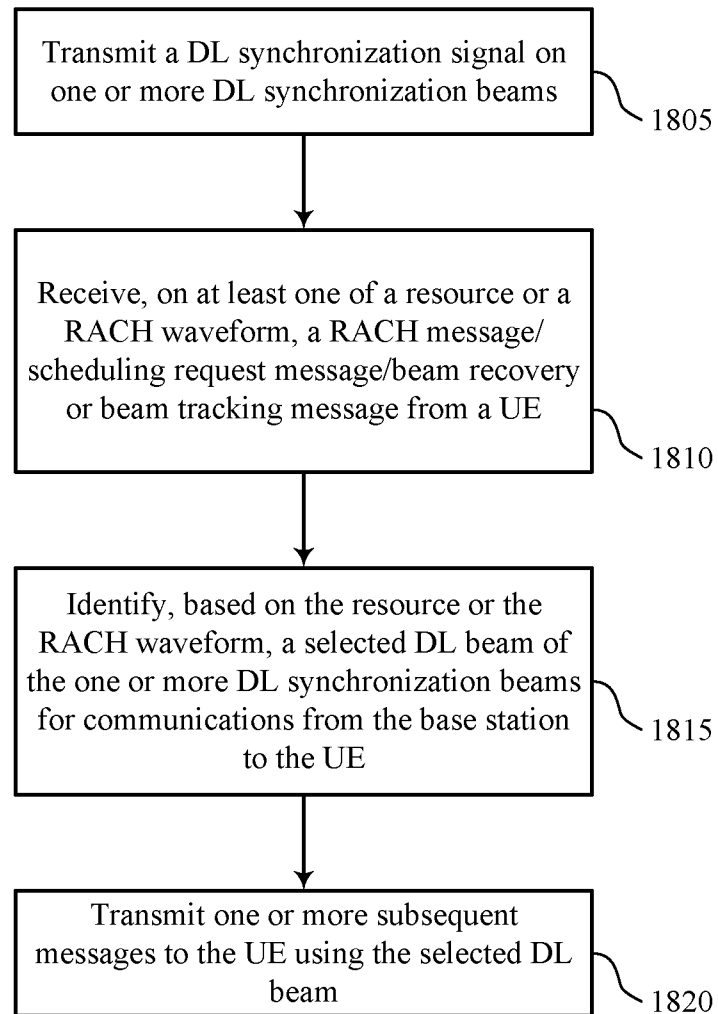 Transmit a DL synchronization signal on
one or more DL synchronization beams
1805
Receive, on at least one of a resource or a
RACH waveform, a RACH message/
scheduling request message/beam recovery
or beam tracking message from a UE
1810
Identify, based on the resource or the
RACH waveform, a selected DL beam of
the one or more DL synchronization beams
for communications from the base station
to the UE
1815
Transmit one or more subsequent
messages to the UE using the selected DL
beam
1820